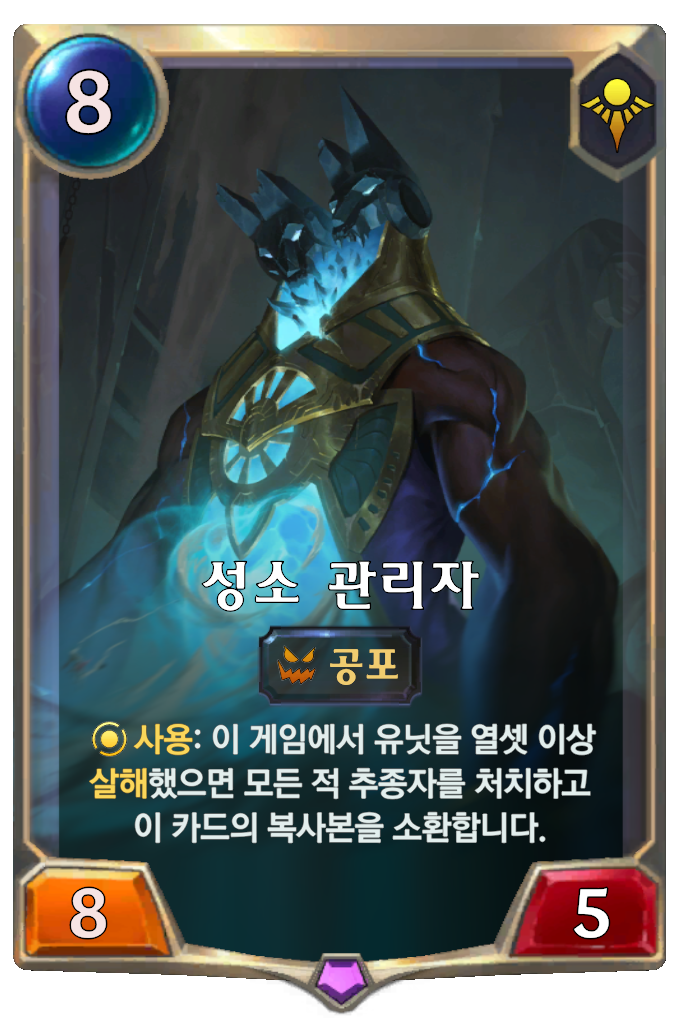 8
성소 관리자
공포
사용: 이 게임에서 유닛을 열셋 이상
살해했으면 모든 적 추종자를 처치하고
이 카드의 복사본을 소환합니다.
8
5